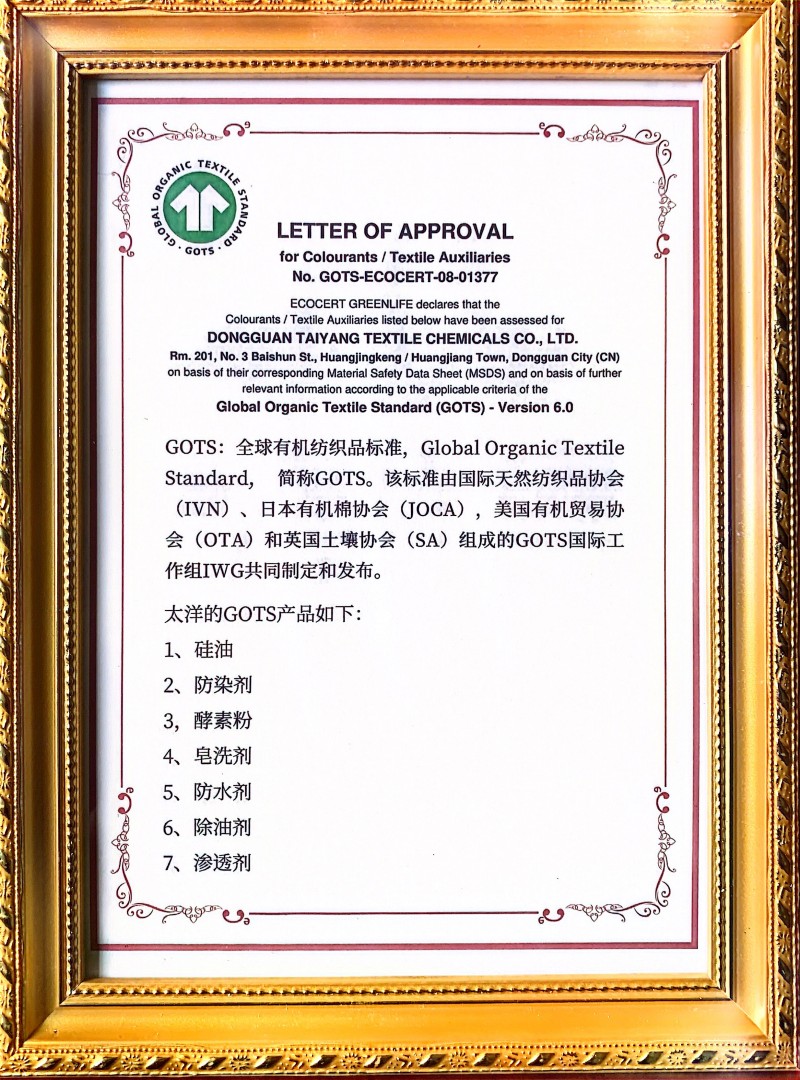 GLOBAL ORGANIC TEXTILE STANDARD · GOTS ·
LETTER OF APPROVAL
for Colourants / Textile Auxiliaries
No. GOTS-ECOCERT-08-01377
ECOCERT GREENLIFE declares that the
Colourants / Textile Auxiliaries listed below have been assessed for
DONGGUAN TAIYANG TEXTILE CHEMICALS CO., LTD.
Rm. 201, No. 3 Baishun St., Huangjingkeng / Huangjiang Town, Dongguan City (CN)
on basis of their corresponding Material Safety Data Sheet (MSDS) and on basis of further
relevant information according to the applicable criteria of the
Global Organic Textile Standard (GOTS) - Version 6.0
GOTS：全球有机纺织品标准，Global Organic Textile
Standard， 简称GOTS。该标准由国际天然纺织品协会
（IVN）、日本有机棉协会（JOCA），美国有机贸易协
会（OTA）和英国土壤协会（SA）组成的GOTS国际工
作组IWG共同制定和发布。
太洋的GOTS产品如下：
1、硅油
2、防染剂
3，酵素粉
4、皂洗剂
5、防水剂
6、除油剂
7、渗透剂